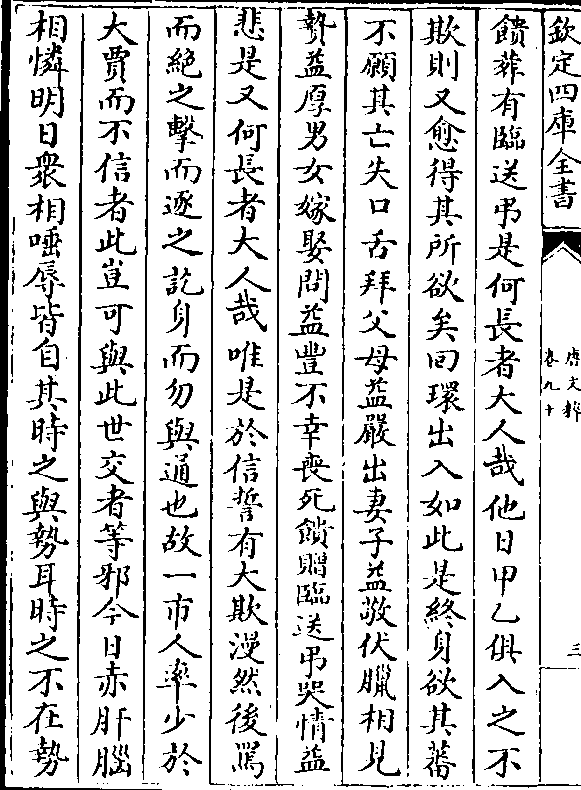 欽定四庫全書
唐文粹
卷九十
三
饋葬有臨送弔是何長者大人哉他日甲乙俱入之不
欺則又愈得其所欲矣回環出入如此是終身欲其蕃
不願其亡失口舌拜父母益嚴出妻子益敬伏臘相見
贄益厚男女嫁娶問益豐不幸喪死饋贈臨送弔哭情益
悲是又何長者大人哉唯是於信誓有大欺漫然後罵
而絕之擊而逐之訖身而勿與通也故一市人率少於
大賈而不信者此豈可與此世交者等邪今日赤肝腦
相憐明日衆相唾辱皆自其時之與勢耳時之不在勢